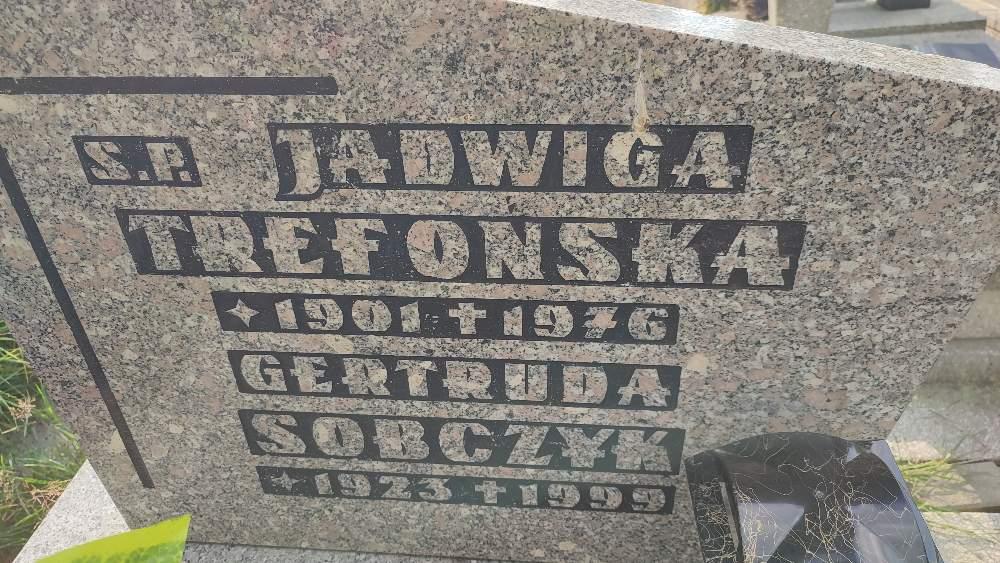 S.P. JADWIGA
TREFONSKA
✦ 1901 ✝ 1976
GERTRUDA
SOBCZYK
✦ 1923 ✝ 1999